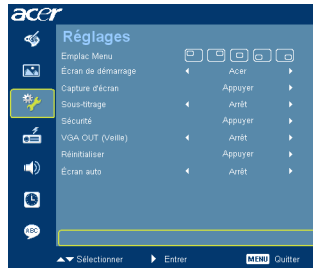 acer
Réglages
Emplac Menu
Écran de démarrage Acer
Capture d'écran Appuyer
Sous-titrage Arrêt
Sécurité Appuyer
VGA OUT (Veille) Arrêt
Réinitialiser Appuyer
Écran auto Arrêt
ABC
Sélectionner Entrer MENU Quitter